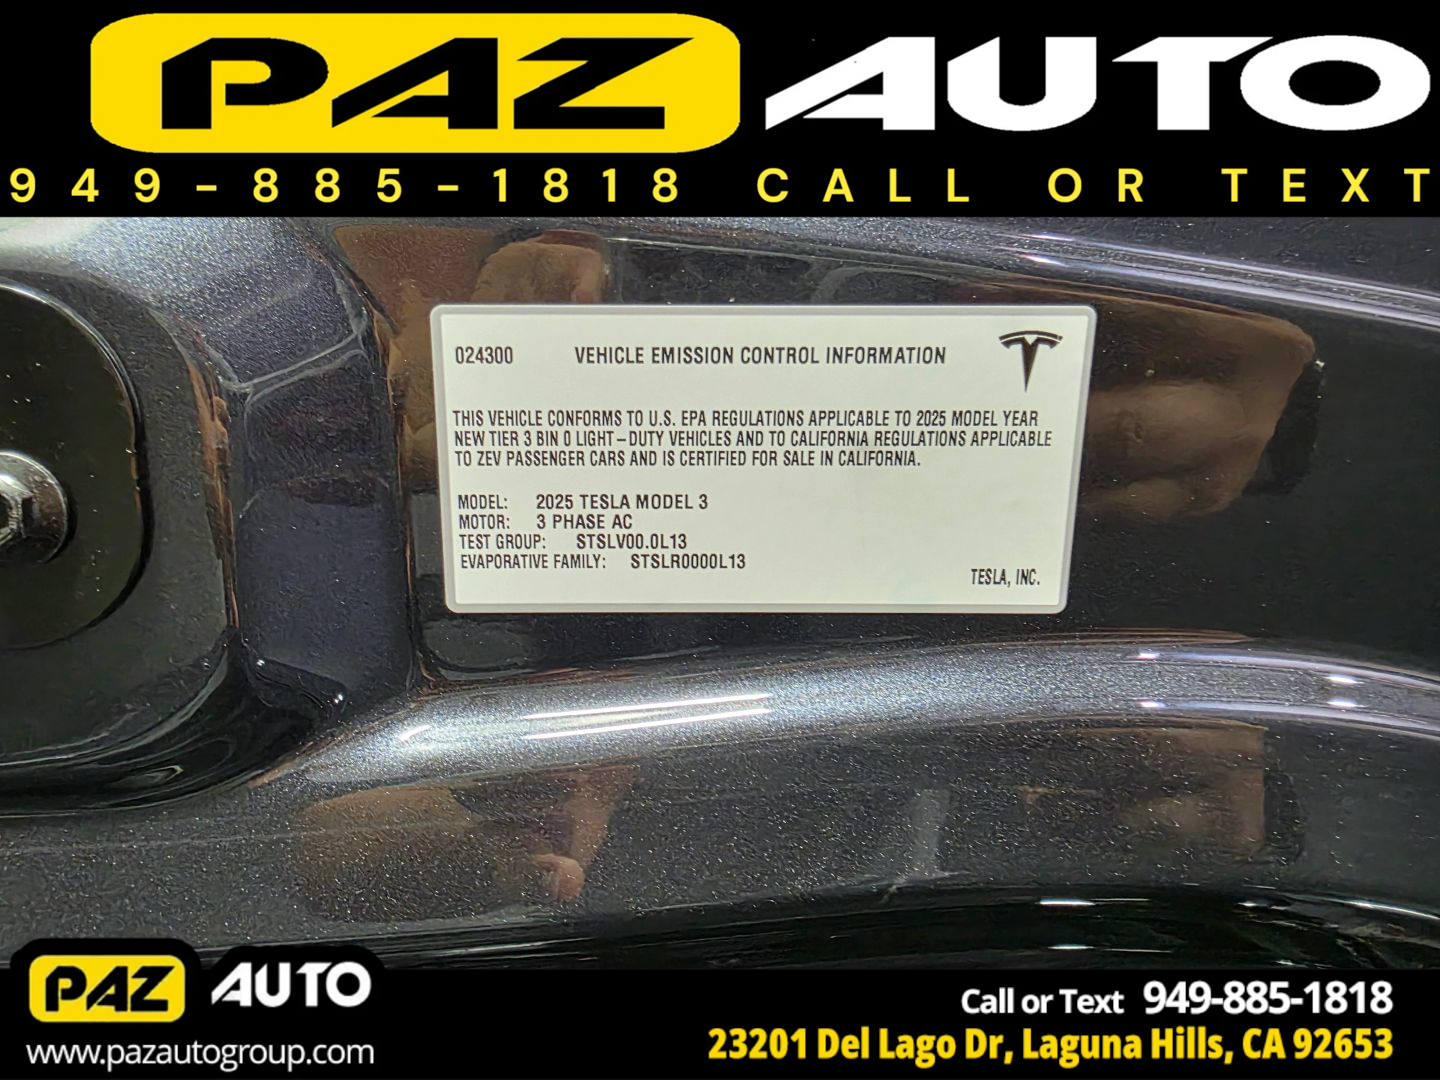 PAZ AUTO
949-885-1818 CALL OR TEXT
024300 VEHICLE EMISSION CONTROL INFORMATION
THIS VEHICLE CONFORMS TO U.S. EPA REGULATIONS APPLICABLE TO 2025 MODEL YEAR
NEW TIER 3 BIN 0 LIGHT-DUTY VEHICLES AND TO CALIFORNIA REGULATIONS APPLICABLE
TO ZEV PASSENGER CARS AND IS CERTIFIED FOR SALE IN CALIFORNIA.
MODEL: 2025 TESLA MODEL 3
MOTOR: 3 PHASE AC
TEST GROUP: STSLV00.0L13
EVAPORATIVE FAMILY: STSLR0000L13
TESLA, INC.
PAZ AUTO
www.pazautogroup.com
Call or Text 949-885-1818
23201 Del Lago Dr, Laguna Hills, CA 92653